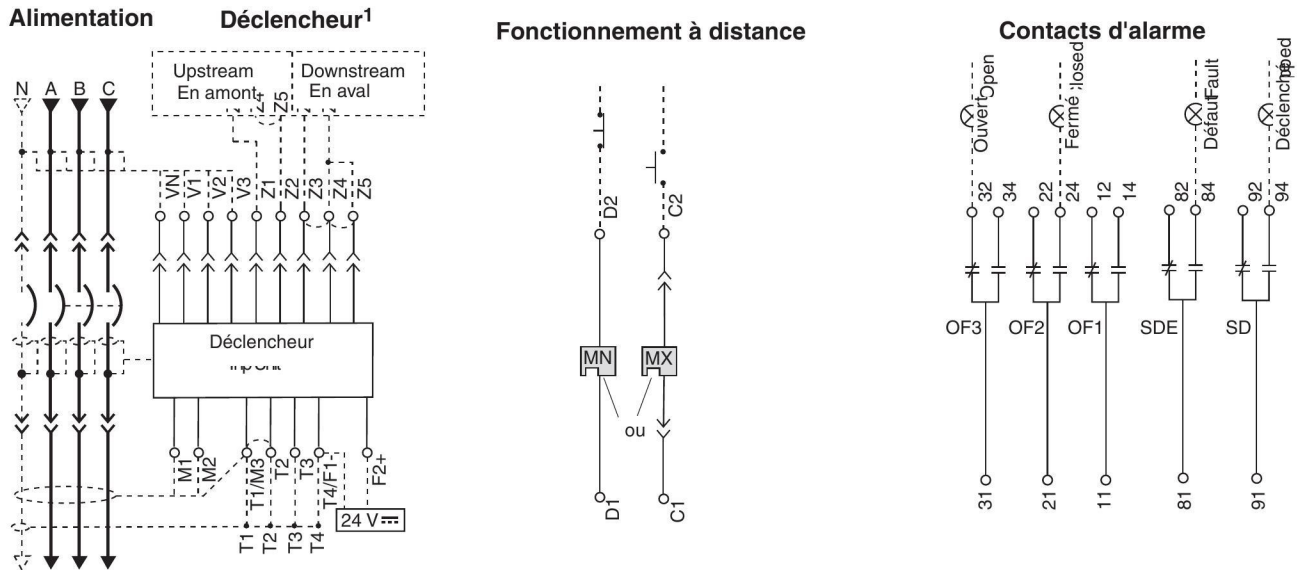 Alimentation
Déclencheur1
Fonctionnement à distance
Contacts d'alarme
Upstream
En amont
Downstream
En aval
Z4
Z5
N A B C
VN V1 V2 V3 Z1 Z2 Z3 Z4 Z5
Déclencheur
M1 M2 T1/M3 T2 T3 T4/F1- F2+
24 V
T1 T2 T3 T4
D2
C2
MN
MX
ou
D1
C1
Ouvert
Open
Fermé
Défaut
Fault
Déclenché
32 34 22 24 12 14 82 84 92 94
OF3 OF2 OF1 SDE SD
31 21 11 81 91